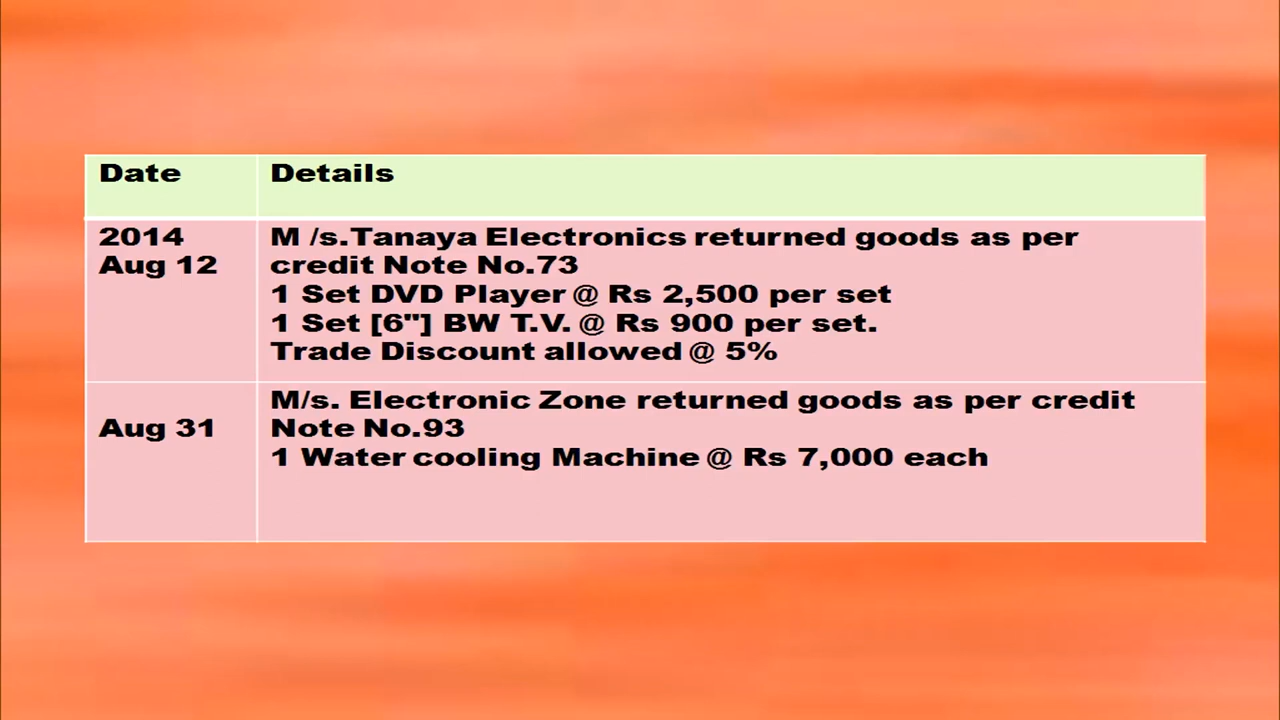 Date
Details
2014
Aug 12
M /s.Tanaya Electronics returned goods as per
credit Note No.73
1 Set DVD Player @ Rs 2,500 per set
1 Set [6"] BW T.V. @ Rs 900 per set.
Trade Discount allowed @ 5%
Aug 31
M/s. Electronic Zone returned goods as per credit
Note No.93
1 Water cooling Machine @ Rs 7,000 each